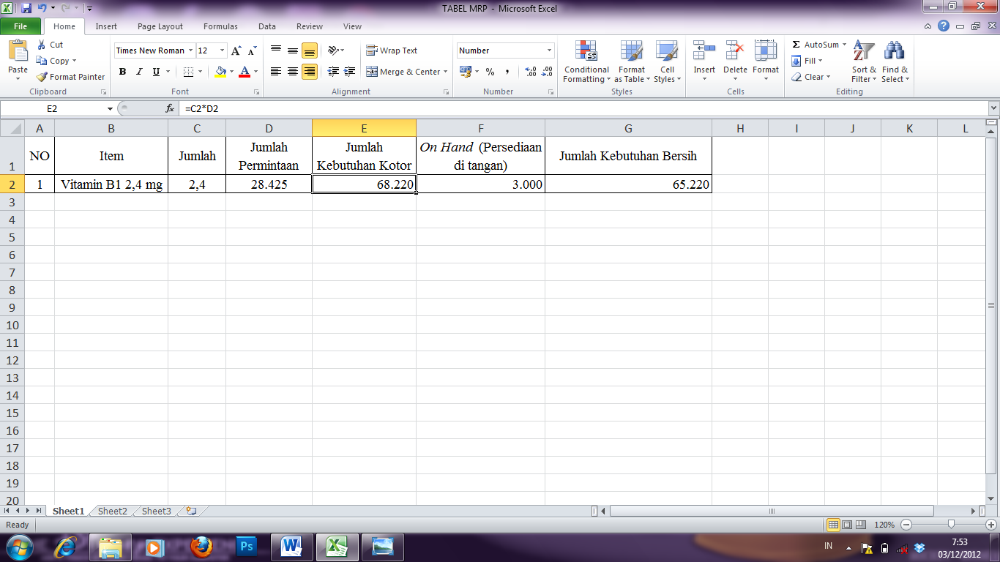 TABEL MRP - Microsoft Excel
File Home Insert Page Layout Formulas Data Review View
Paste
Cut
Copy
Format Painter
Clipboard
Times New Roman 12
B I U
Font
Wrap Text
Merge & Center
Alignment
Number
% ,
Number
Conditional Formatting
Format as Table
Cell Styles
Styles
Insert Delete Format
Cells
Σ AutoSum
Fill
Clear
Sort & Filter
Find & Select
Editing
E2 fx =C2*D2
A B C D E F G H I J K L
1 NO Item Jumlah Jumlah Permintaan Jumlah Kebutuhan Kotor On Hand (Persediaan di tangan) Jumlah Kebutuhan Bersih
2 1 Vitamin B1 2,4 mg 2,4 28.425 68.220 3.000 65.220
3
4
5
6
7
8
9
10
11
12
13
14
15
16
17
18
19
20
Sheet1 Sheet2 Sheet3
Ready 120%
Ps W X IN 7:53
03/12/2012